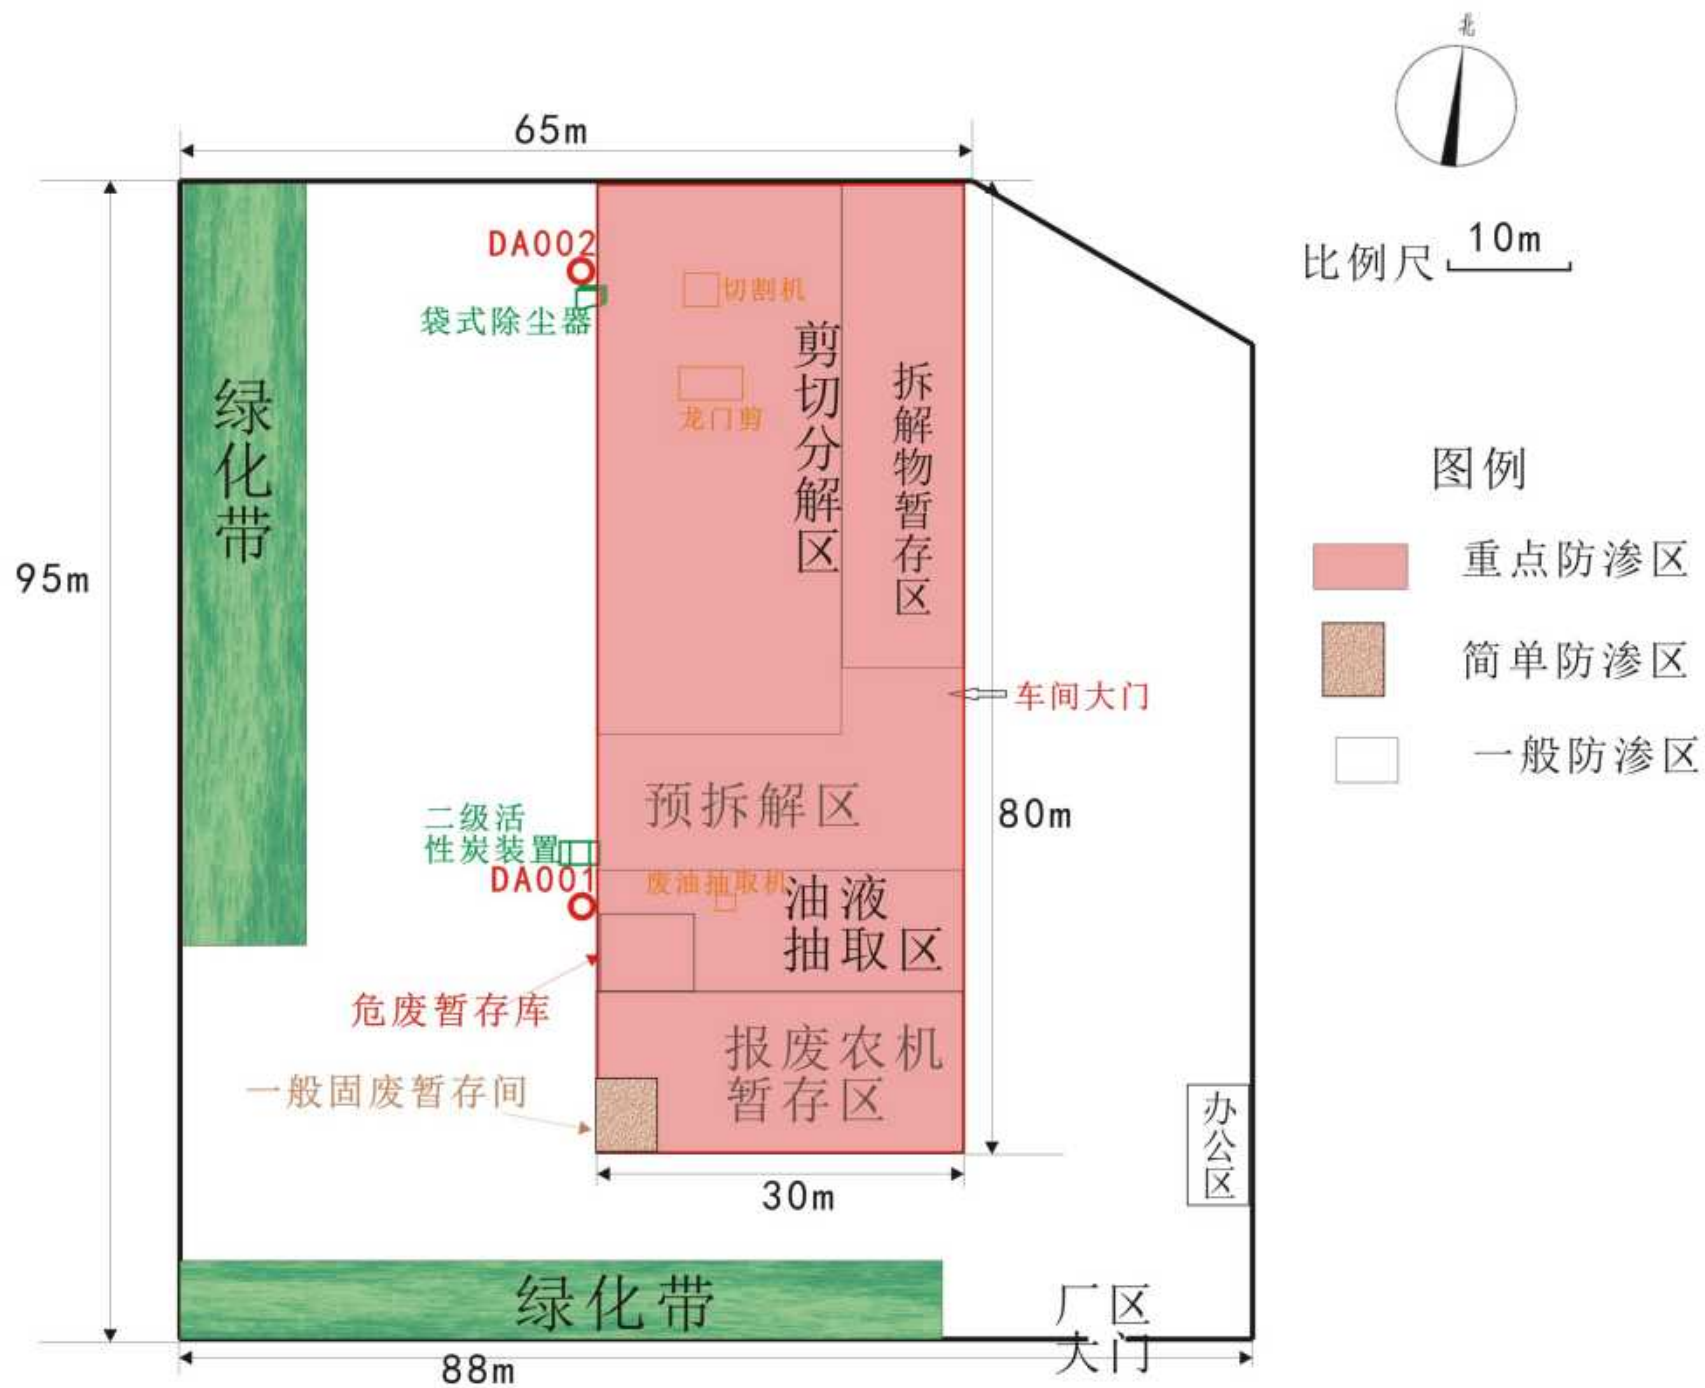 北
65m
比例尺
10m
DA002
袋式除尘器
切割机
龙门剪
剪切分解区
拆解物暂存区
绿化带
95m
图例
重点防渗区
简单防渗区
一般防渗区
车间大门
80m
预拆解区
二级活
性炭装置
DA001
废油抽取机
油液
抽取区
危废暂存库
报废农机
暂存区
一般固废暂存间
30m
办公区
绿化带
厂区
大门
88m